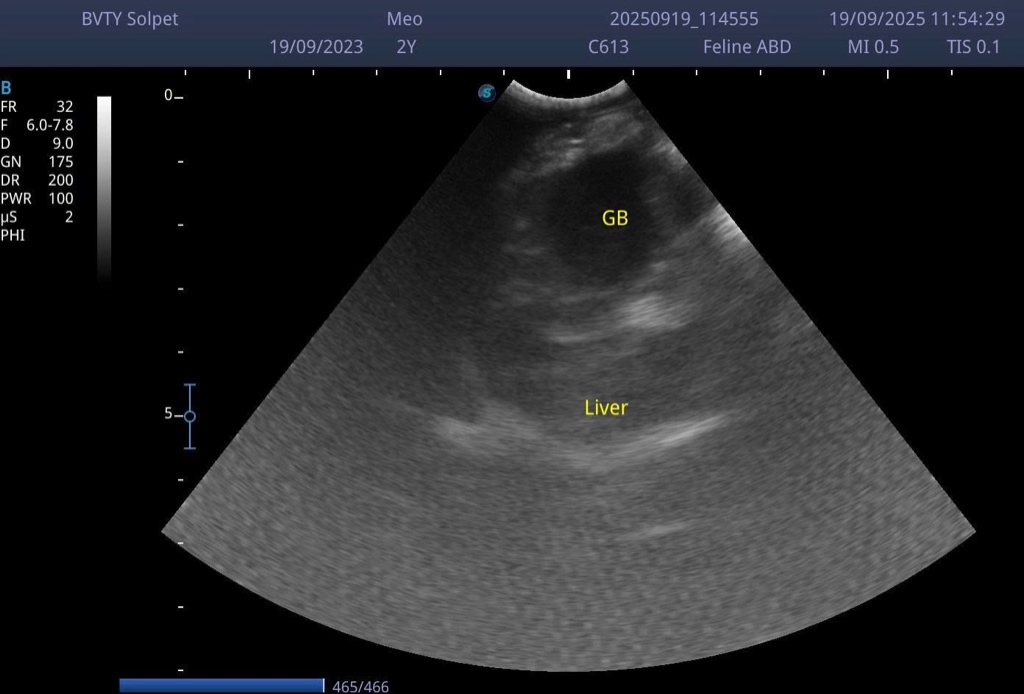 BVTY Solpet Meo 20250919_114555 19/09/2025 11:54:29
19/09/2023 2Y C613 Feline ABD MI 0.5 TIS 0.1
B
FR 32
F 6.0-7.8
D 9.0
GN 175
DR 200
PWR 100
µS 2
PHI
0
S
GB
5
Liver
465/466